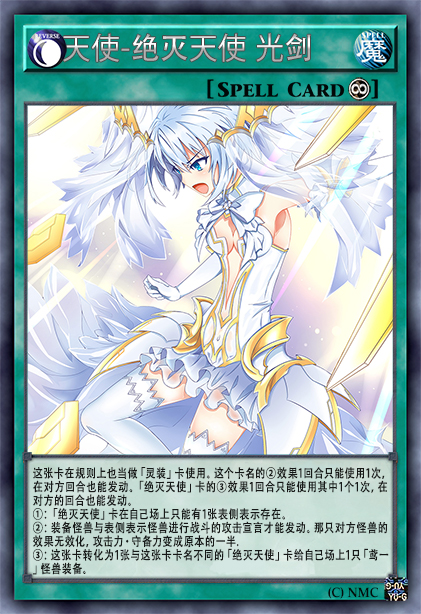 REVERSE
天使-绝灭天使 光剑
SPELL
魔
[SPELL CARD]
这张卡在规则上也当做「灵装」卡使用。这个卡名的②效果1回合只能使用1次，
在对方回合也能发动。「绝灭天使」卡的③效果1回合只能使用其中1个1次，在
对方的回合也能发动。
①：「绝灭天使」卡在自己场上只能有1张表侧表示存在。
②：装备怪兽与表侧表示怪兽进行战斗的攻击宣言才能发动。那只对方怪兽的
效果无效化，攻击力·守备力变成原本的一半.
③：这张卡转化为1张与这张卡卡名不同的「绝灭天使」卡给自己场上1只「鸢一」
怪兽装备。
(C) NMC
YU-G